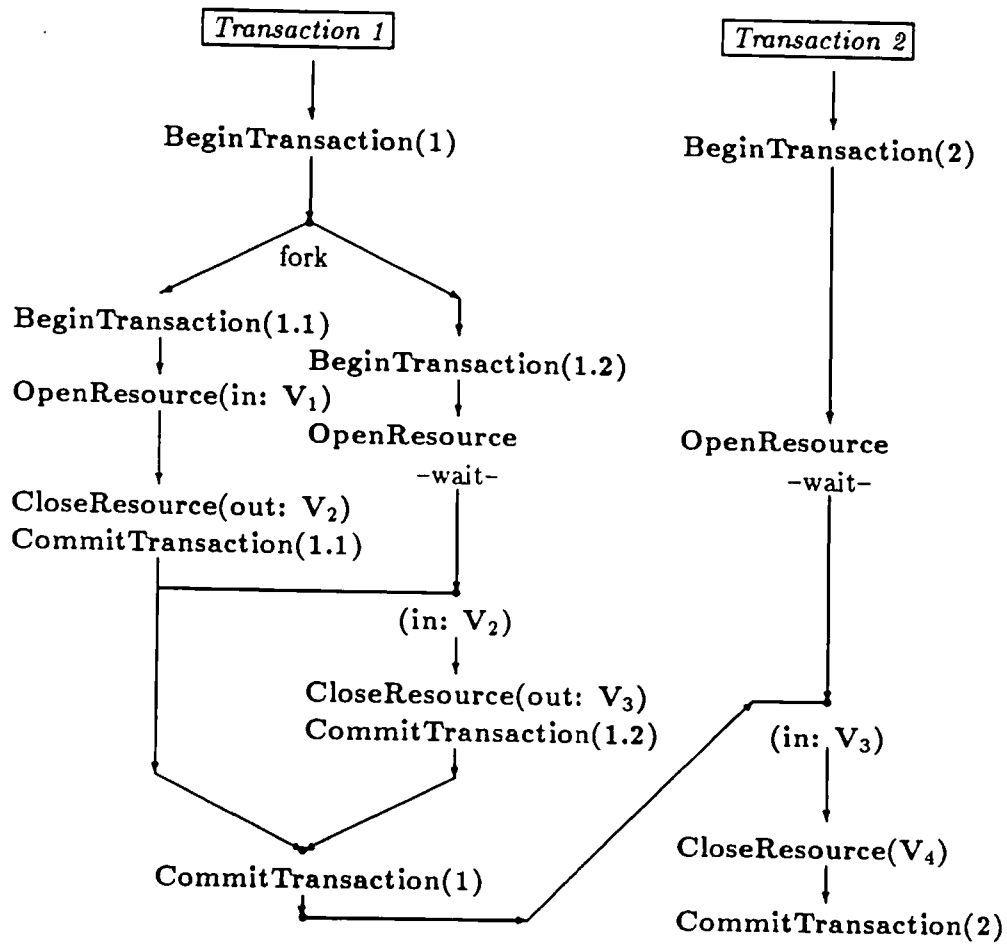 Transaction 1
Transaction 2
BeginTransaction(1)
BeginTransaction(2)
fork
BeginTransaction(1.1)
BeginTransaction(1.2)
OpenResource(in: V₁)
OpenResource
–wait–
OpenResource
–wait–
CloseResource(out: V₂)
CommitTransaction(1.1)
(in: V₂)
CloseResource(out: V₃)
CommitTransaction(1.2)
(in: V₃)
CommitTransaction(1)
CloseResource(V₄)
CommitTransaction(2)